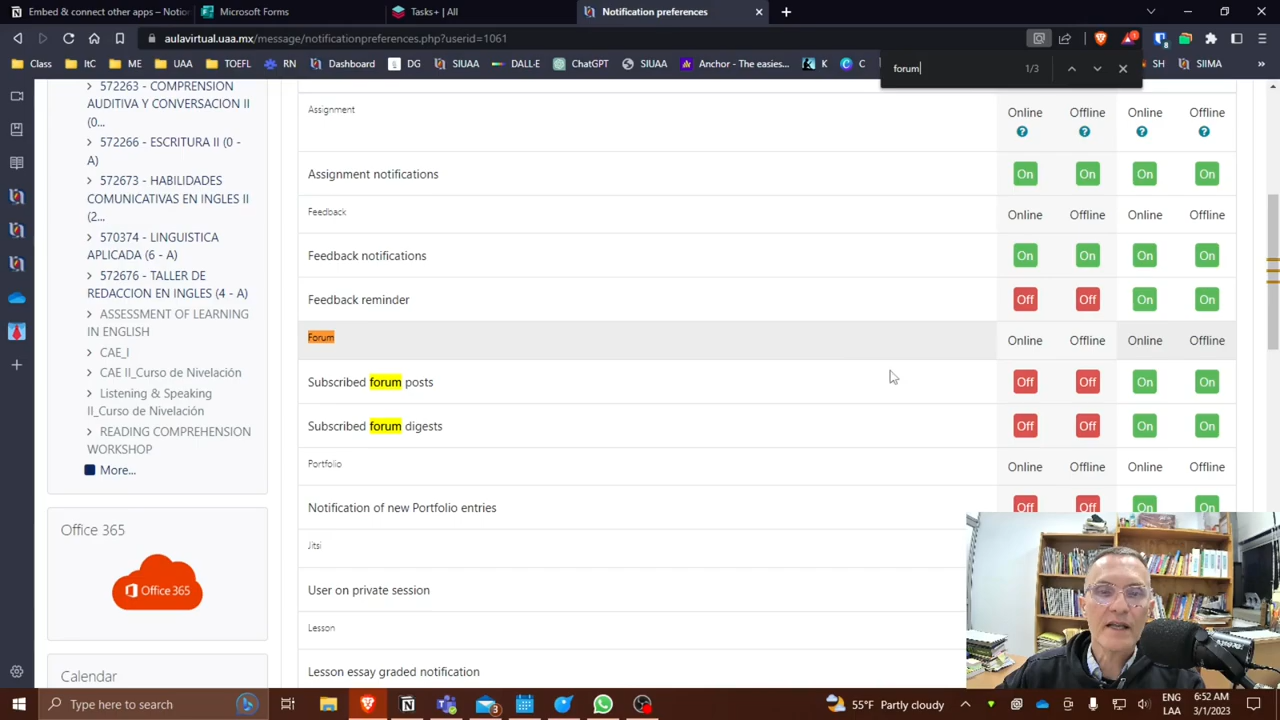 Embed & connect other apps – Notion
Microsoft Forms
Tasks+ | All
Notification preferences
aulavirtual.uaa.mx/message/notificationpreferences.php?userid=1061
Class
ItC
ME
UAA
TOEFL
RN
Dashboard
DG
SIUAA
DALL·E
ChatGPT
SIUAA
Anchor - The easies...
K
C
SH
SIIMA
forum
1/3
572263 - COMPRENSION
AUDITIVA Y CONVERSACION II
(0...
572266 - ESCRITURA II (0 -
A)
572673 - HABILIDADES
COMUNICATIVAS EN INGLES II
(2...
570374 - LINGUISTICA
APLICADA (6 - A)
572676 - TALLER DE
REDACCION EN INGLES (4 - A)
ASSESSMENT OF LEARNING
IN ENGLISH
CAE_I
CAE II_Curso de Nivelación
Listening & Speaking
II_Curso de Nivelación
READING COMPREHENSION
WORKSHOP
More...
Office 365
Office 365
Calendar
Assignment Online Offline Online Offline
Assignment notifications On On On On
Feedback Online Offline Online Offline
Feedback notifications On On On On
Feedback reminder Off Off On On
Forum Online Offline Online Offline
Subscribed forum posts Off Off On On
Subscribed forum digests Off Off On On
Portfolio Online Offline Online Offline
Notification of new Portfolio entries Off Off On On
Jitsi
User on private session
Lesson
Lesson essay graded notification
Type here to search
55°F Partly cloudy
ENG
LAA
6:52 AM
3/1/2023